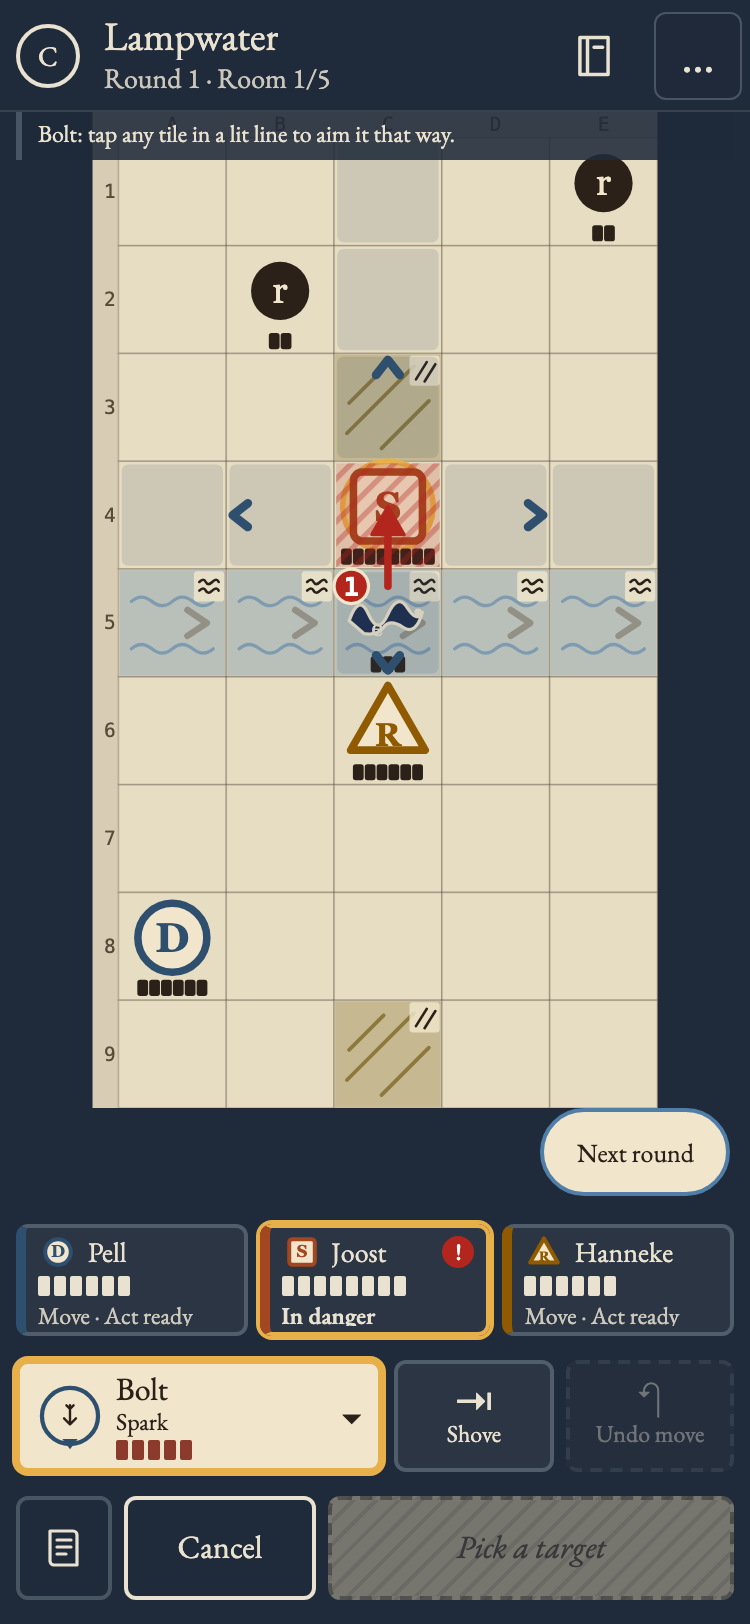 C
Lampwater
Round 1 · Room 1/5
...
Bolt: tap any tile in a lit line to aim it that way.
A B C D E
1
r
2
r
3
4
S
5
1
6
R
7
8
D
9
Next round
D Pell
Move · Act ready
S Joost !
In danger
R Hanneke
Move · Act ready
Bolt
Spark
Shove
Undo move
Cancel
Pick a target